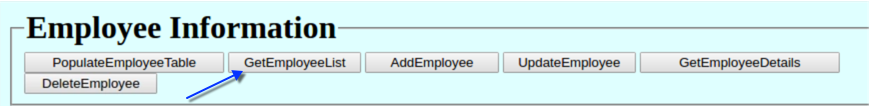 Employee Information
PopulateEmployeeTable GetEmployeeList AddEmployee UpdateEmployee GetEmployeeDetails
DeleteEmployee